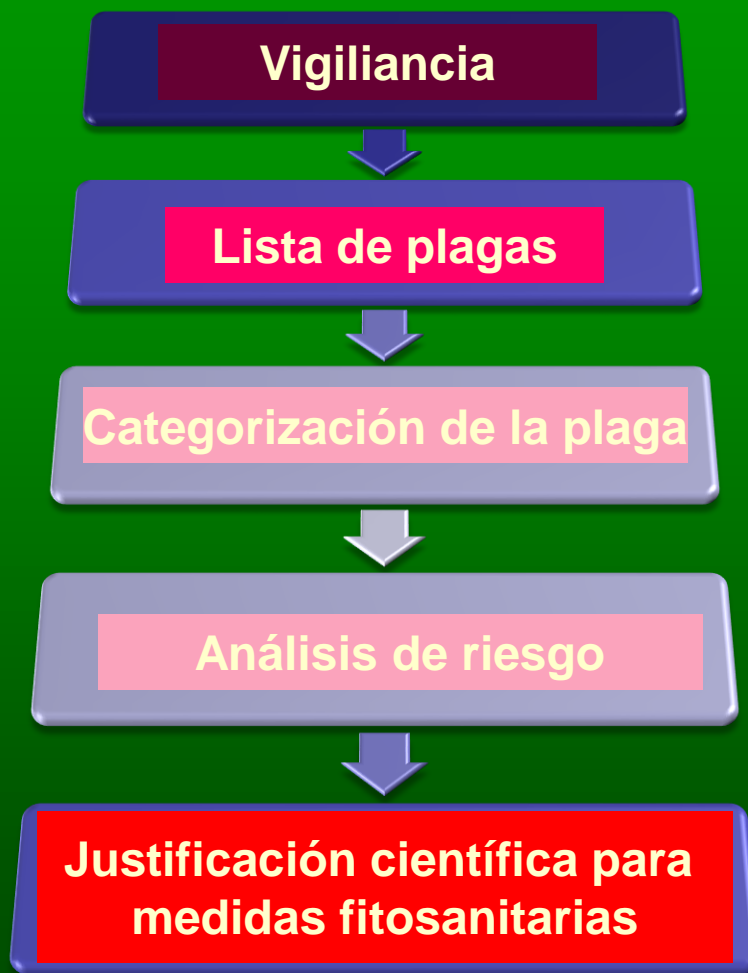 Vigiliancia
Lista de plagas
Categorización de la plaga
Análisis de riesgo
Justificación científica para
medidas fitosanitarias